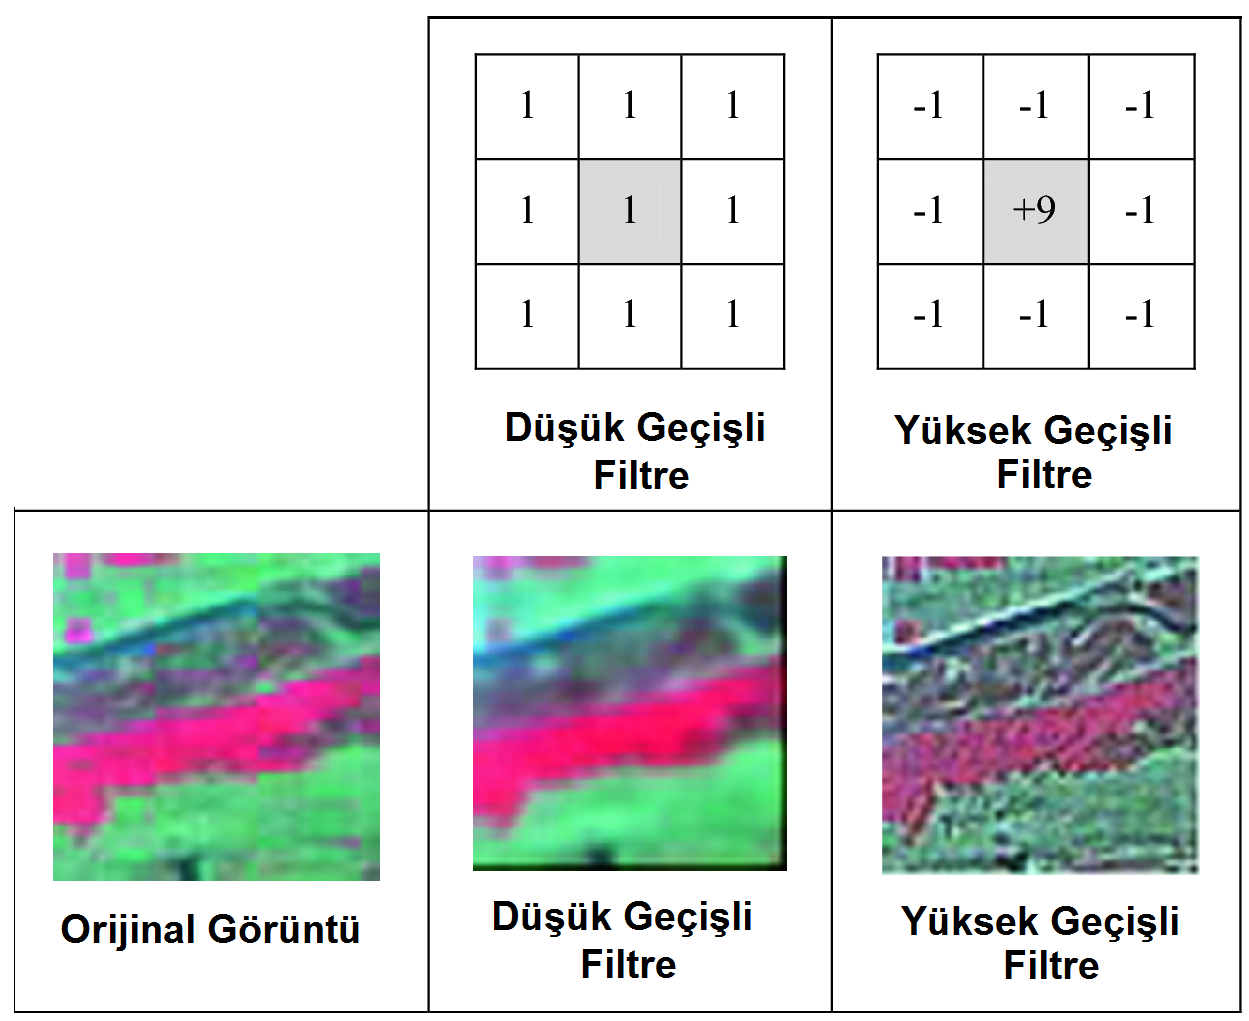 1 1 1 -1 -1 -1
1 1 1 -1 +9 -1
1 1 1 -1 -1 -1
Düşük Geçişli
Filtre
Yüksek Geçişli
Filtre
Orijinal Görüntü
Düşük Geçişli
Filtre
Yüksek Geçişli
Filtre